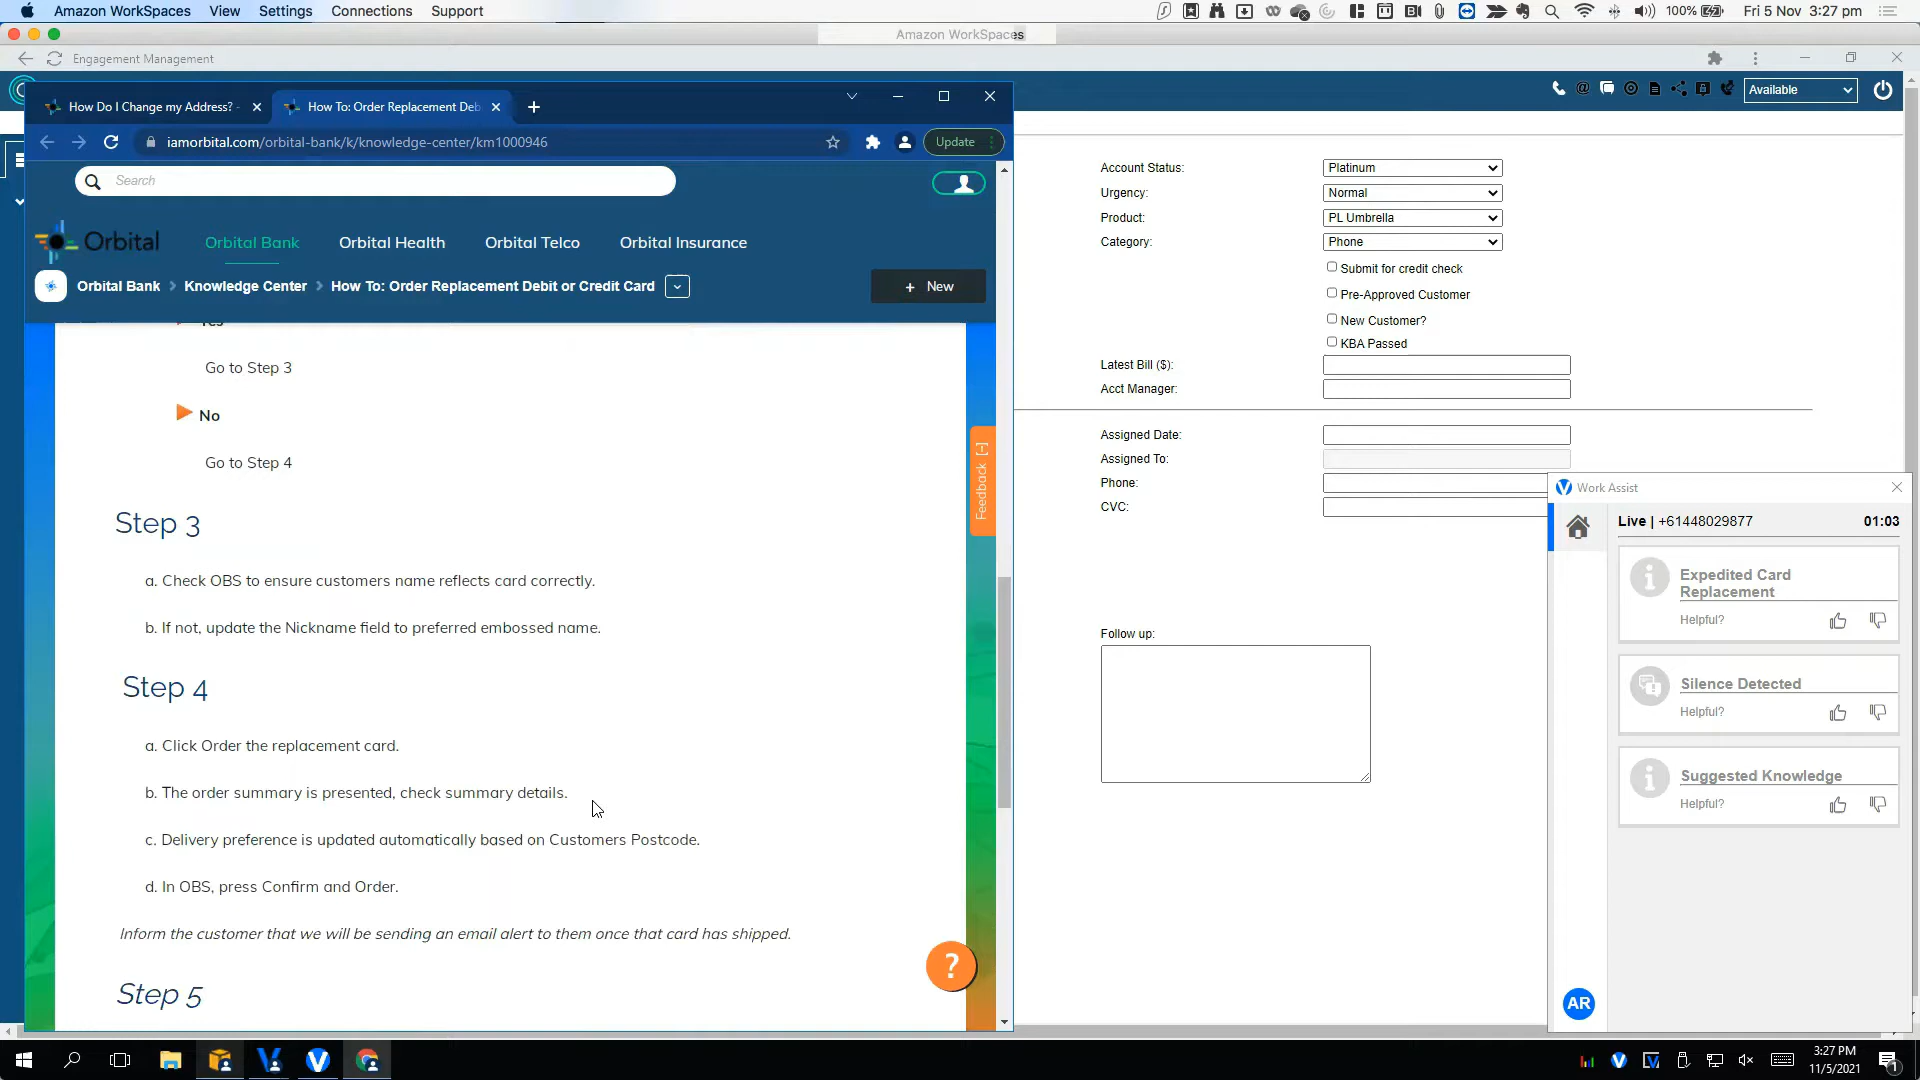 Amazon WorkSpaces View Settings Connections Support
100% Fri 5 Nov 3:27 pm
Amazon WorkSpaces
Engagement Management
Available
How Do I Change my Address? -
How To: Order Replacement Deb
iamorbital.com/orbital-bank/k/knowledge-center/km1000946
Update
Search
Orbital
Orbital Bank Orbital Health Orbital Telco Orbital Insurance
Orbital Bank > Knowledge Center > How To: Order Replacement Debit or Credit Card
+ New
Yes
Go to Step 3
No
Go to Step 4
Step 3
a. Check OBS to ensure customers name reflects card correctly.
b. If not, update the Nickname field to preferred embossed name.
Step 4
a. Click Order the replacement card.
b. The order summary is presented, check summary details.
c. Delivery preference is updated automatically based on Customers Postcode.
d. In OBS, press Confirm and Order.
Inform the customer that we will be sending an email alert to them once that card has shipped.
Step 5
Feedback [-]
?
Account Status: Platinum
Urgency: Normal
Product: PL Umbrella
Category: Phone
Submit for credit check
Pre-Approved Customer
New Customer?
KBA Passed
Latest Bill ($):
Acct Manager:
Assigned Date:
Assigned To:
Phone:
CVC:
Follow up:
Work Assist
Live | +61448029877 01:03
Expedited Card
Replacement
Helpful?
Silence Detected
Helpful?
Suggested Knowledge
Helpful?
AR
3:27 PM
11/5/2021
1